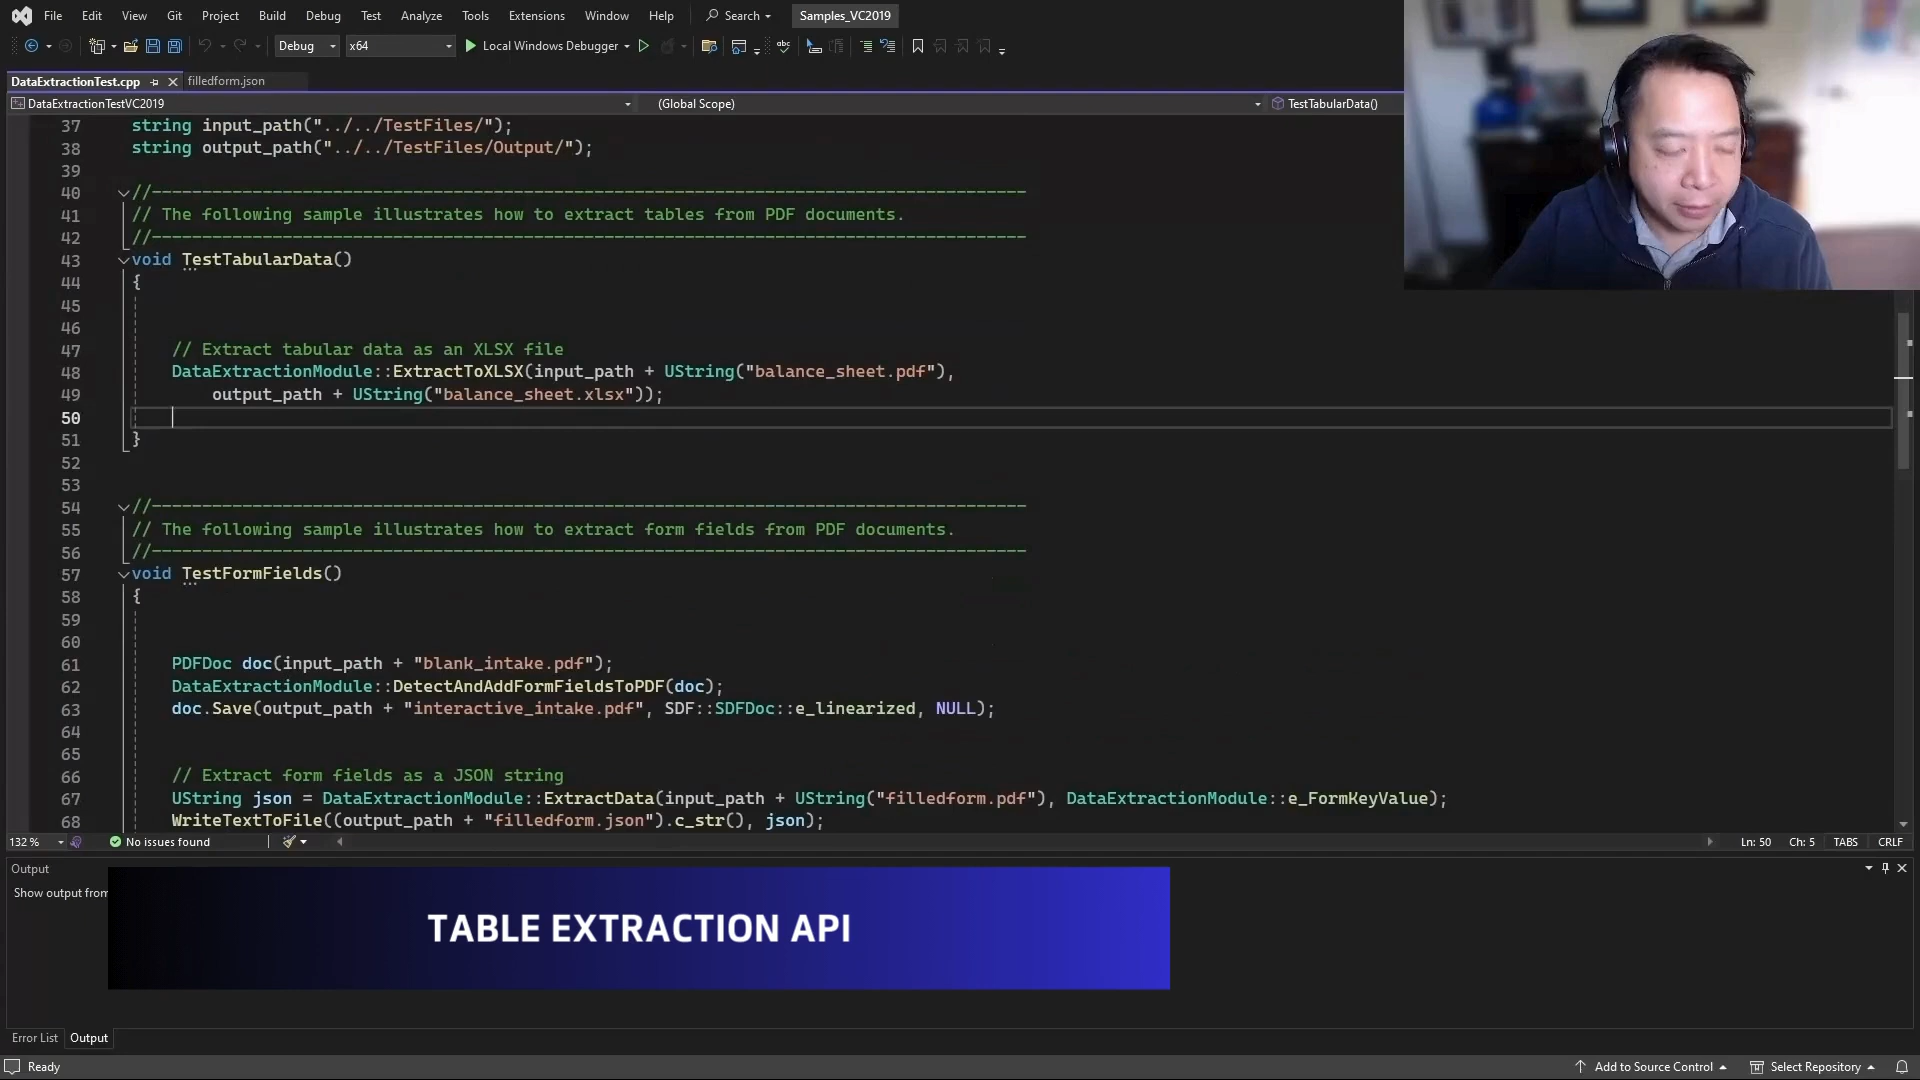 File Edit View Git Project Build Debug Test Analyze Tools Extensions Window Help Search Samples_VC2019
Debug x64 Local Windows Debugger
DataExtractionTest.cpp filledform.json
DataExtractionTestVC2019 (Global Scope) TestTabularData()
37 string input_path("../../TestFiles/");
38 string output_path("../../TestFiles/Output/");
39
40 //---------------------------------------------------------------------------------------
41 // The following sample illustrates how to extract tables from PDF documents.
42 //---------------------------------------------------------------------------------------
43 void TestTabularData()
44 {
45
46
47 // Extract tabular data as an XLSX file
48 DataExtractionModule::ExtractToXLSX(input_path + UString("balance_sheet.pdf"),
49 output_path + UString("balance_sheet.xlsx"));
50
51 }
52
53
54 //---------------------------------------------------------------------------------------
55 // The following sample illustrates how to extract form fields from PDF documents.
56 //---------------------------------------------------------------------------------------
57 void TestFormFields()
58 {
59
60
61 PDFDoc doc(input_path + "blank_intake.pdf");
62 DataExtractionModule::DetectAndAddFormFieldsToPDF(doc);
63 doc.Save(output_path + "interactive_intake.pdf", SDF::SDFDoc::e_linearized, NULL);
64
65
66 // Extract form fields as a JSON string
67 UString json = DataExtractionModule::ExtractData(input_path + UString("filledform.pdf"), DataExtractionModule::e_FormKeyValue);
68 WriteTextToFile((output_path + "filledform.json").c_str(), json);
132 % No issues found Ln: 50 Ch: 5 TABS CRLF
Output
Show output from
TABLE EXTRACTION API
Error List Output
Ready Add to Source Control Select Repository